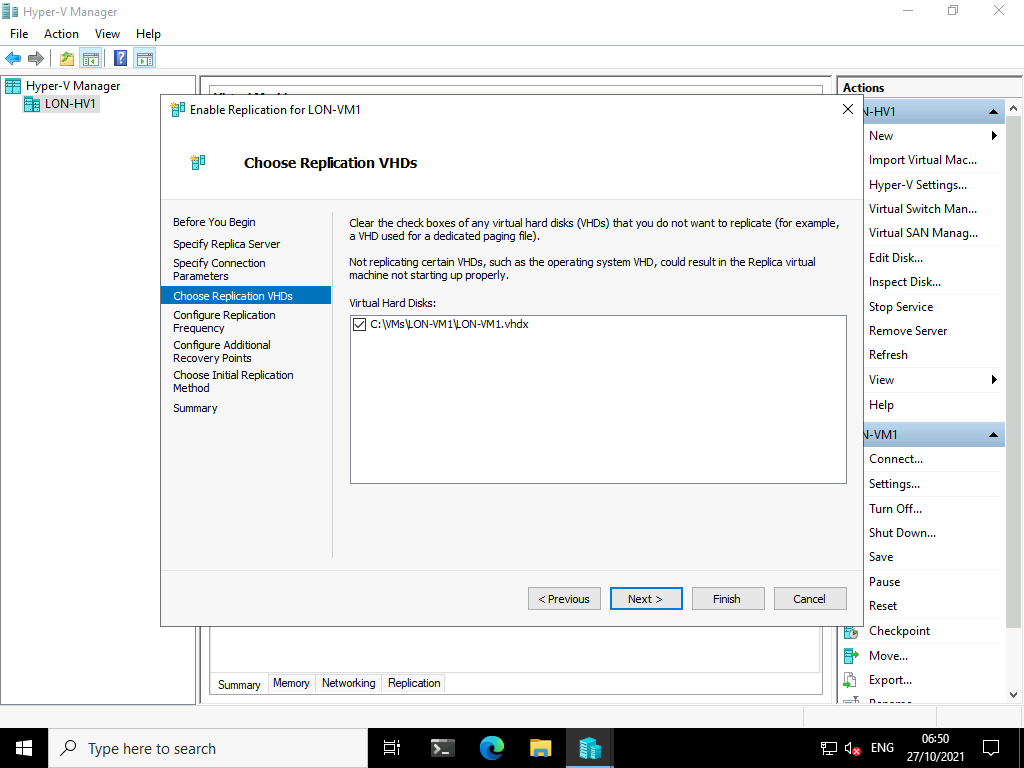 Hyper-V Manager
File Action View Help
Hyper-V Manager
LON-HV1
Enable Replication for LON-VM1
Choose Replication VHDs
Before You Begin
Specify Replica Server
Specify Connection
Parameters
Choose Replication VHDs
Configure Replication
Frequency
Configure Additional
Recovery Points
Choose Initial Replication
Method
Summary
Clear the check boxes of any virtual hard disks (VHDs) that you do not want to replicate (for example,
a VHD used for a dedicated paging file).
Not replicating certain VHDs, such as the operating system VHD, could result in the Replica virtual
machine not starting up properly.
Virtual Hard Disks:
C:\VMs\LON-VM1\LON-VM1.vhdx
< Previous Next > Finish Cancel
Summary Memory Networking Replication
Actions
N-HV1
New
Import Virtual Mac...
Hyper-V Settings...
Virtual Switch Man...
Virtual SAN Manag...
Edit Disk...
Inspect Disk...
Stop Service
Remove Server
Refresh
View
Help
N-VM1
Connect...
Settings...
Turn Off...
Shut Down...
Save
Pause
Reset
Checkpoint
Move...
Export...
Type here to search
ENG
06:50
27/10/2021